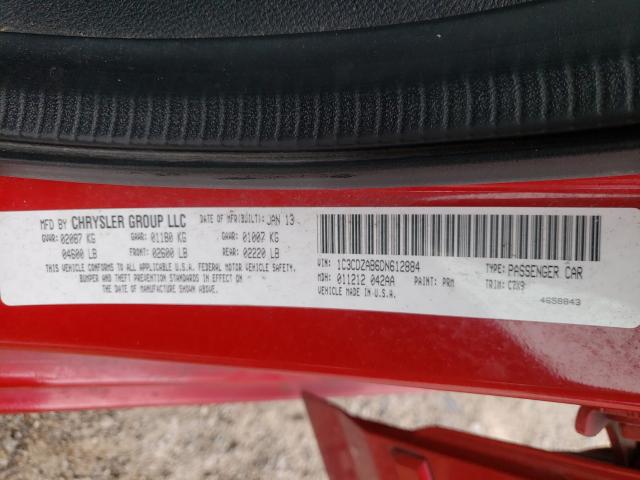 MFD BY CHRYSLER GROUP LLC DATE OF MFR(BUILT): JAN 13
GVWR: 02087 KG GAWR: 01180 KG GAWR: 01007 KG
04600 LB FRONT: 02600 LB REAR: 02220 LB
THIS VEHICLE CONFORMS TO ALL APPLICABLE U.S.A. FEDERAL MOTOR VEHICLE SAFETY,
BUMPER AND THEFT PREVENTION STANDARDS IN EFFECT ON
THE DATE OF MANUFACTURE SHOWN ABOVE.
VIN: 1C3CDZAB6DN612884 TYPE: PASSENGER CAR
MDH: 011212 042AA PAINT: PRM TRIM: C7X9
VEHICLE MADE IN U.S.A. 4658843